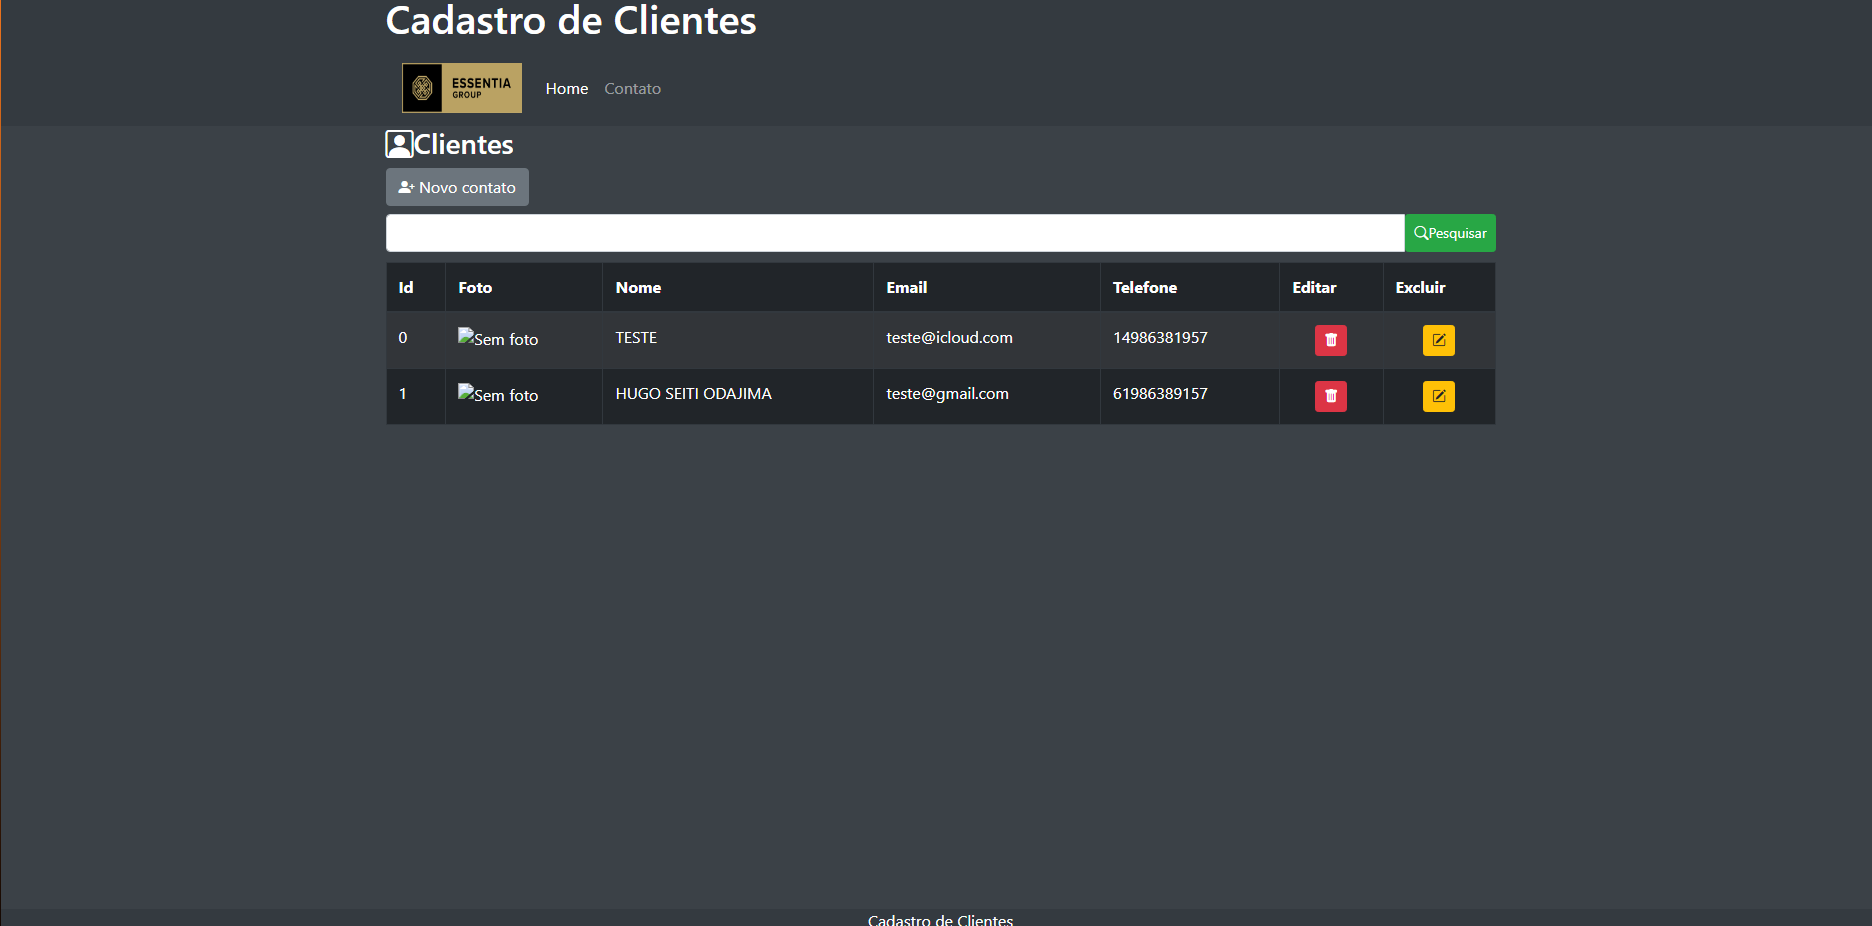 Cadastro de Clientes
ESSENTIA
GROUP
Home Contato
Clientes
Novo contato
Pesquisar
Id Foto Nome Email Telefone Editar Excluir
0 Sem foto TESTE teste@icloud.com 14986381957
1 Sem foto HUGO SEITI ODAJIMA teste@gmail.com 61986389157
Cadastro de Clientes